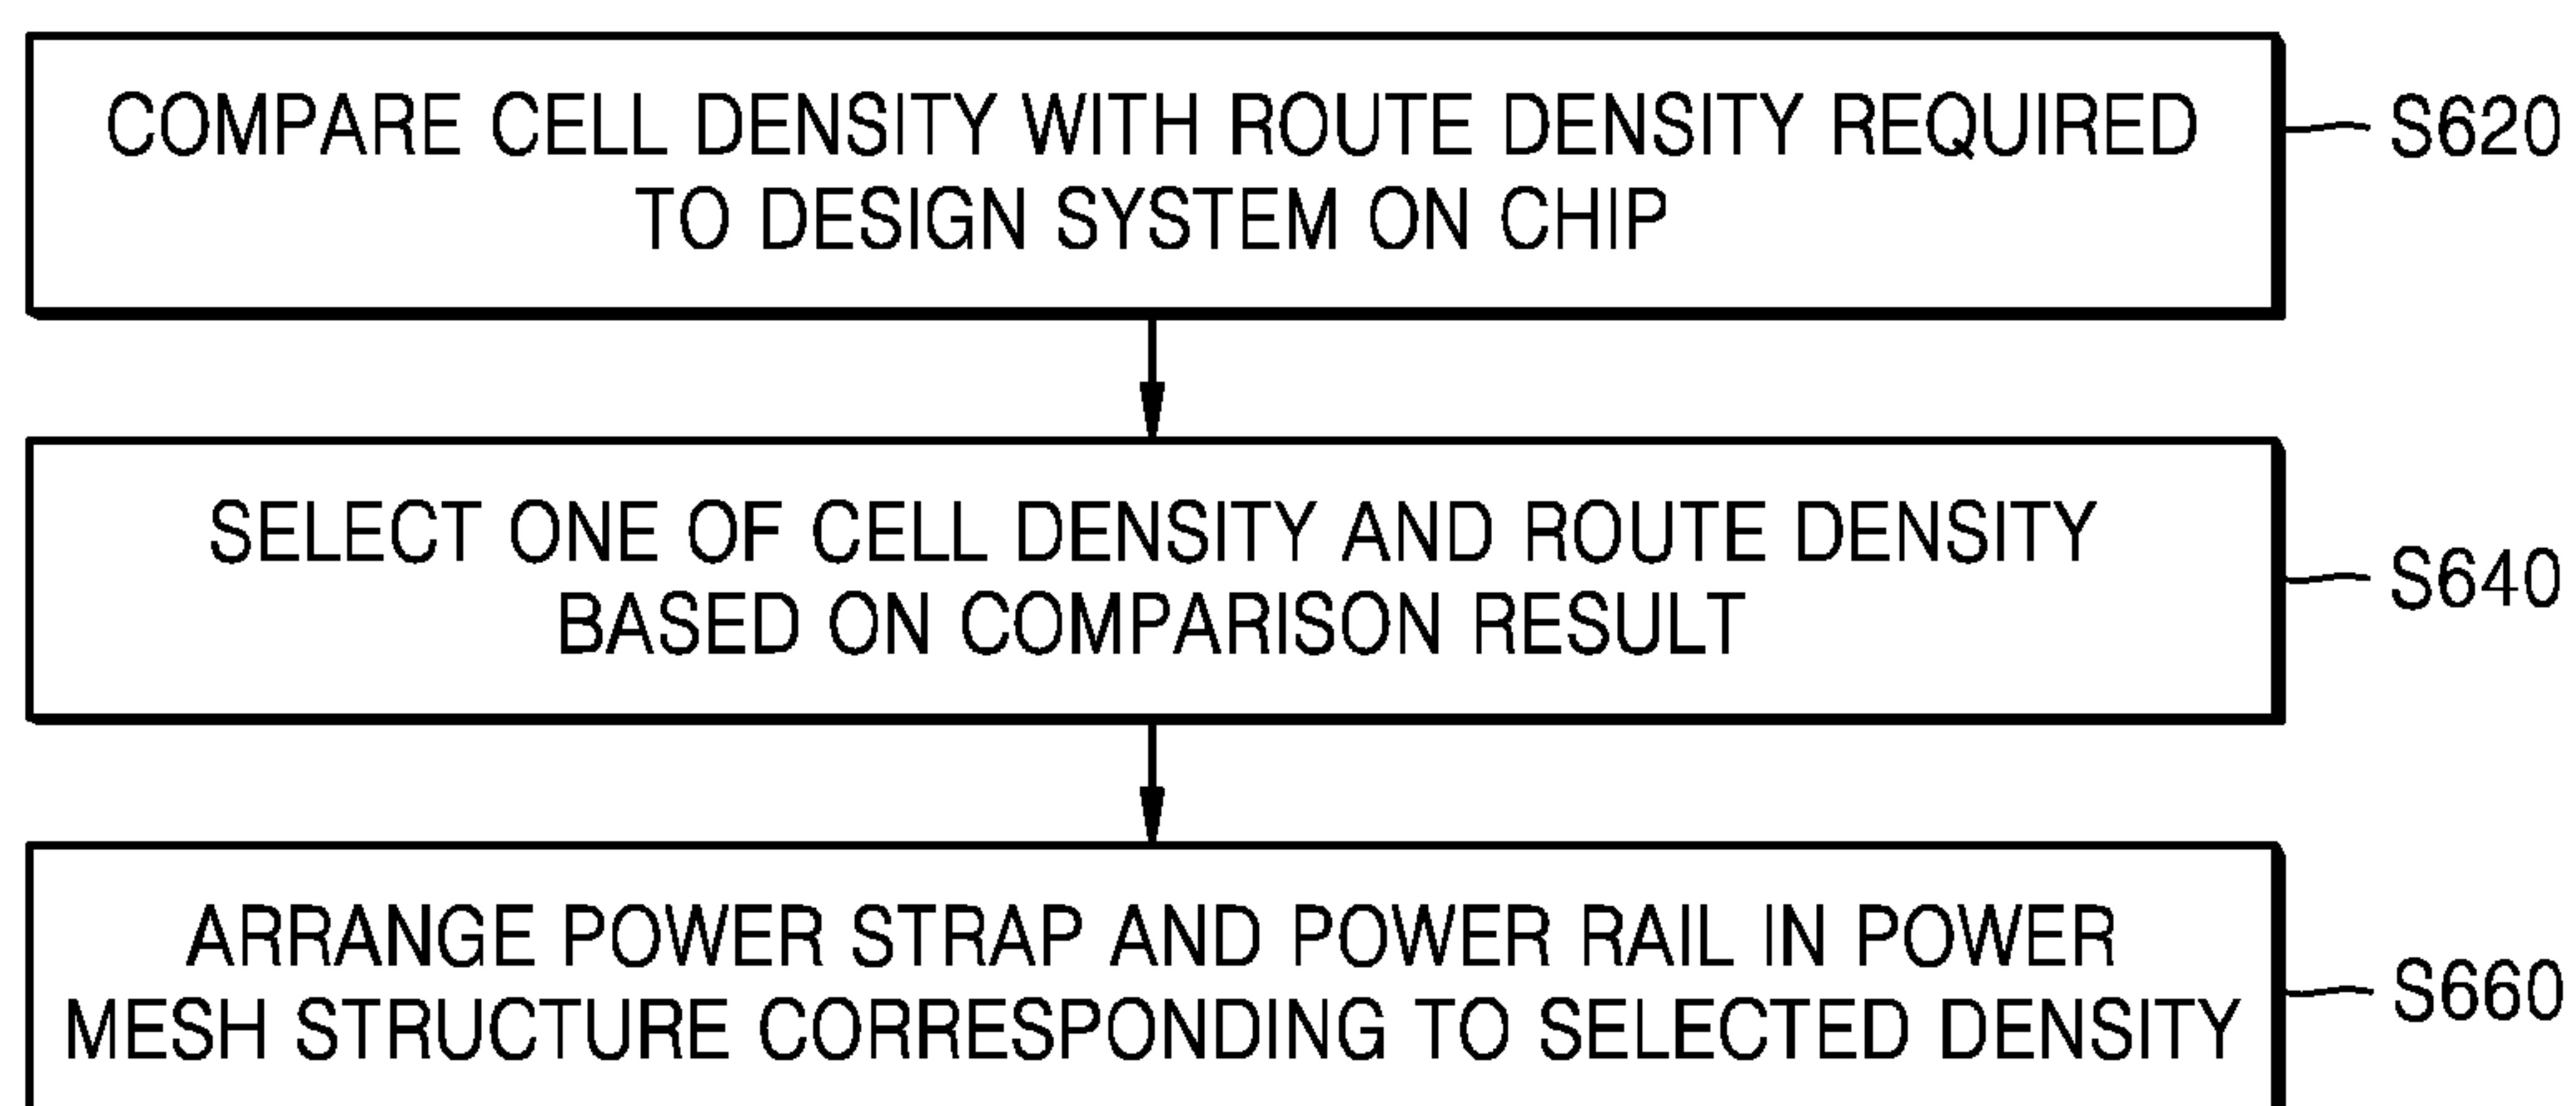 COMPARE CELL DENSITY WITH ROUTE DENSITY REQUIRED
TO DESIGN SYSTEM ON CHIP
S620
SELECT ONE OF CELL DENSITY AND ROUTE DENSITY
BASED ON COMPARISON RESULT
S640
ARRANGE POWER STRAP AND POWER RAIL IN POWER
MESH STRUCTURE CORRESPONDING TO SELECTED DENSITY
S660